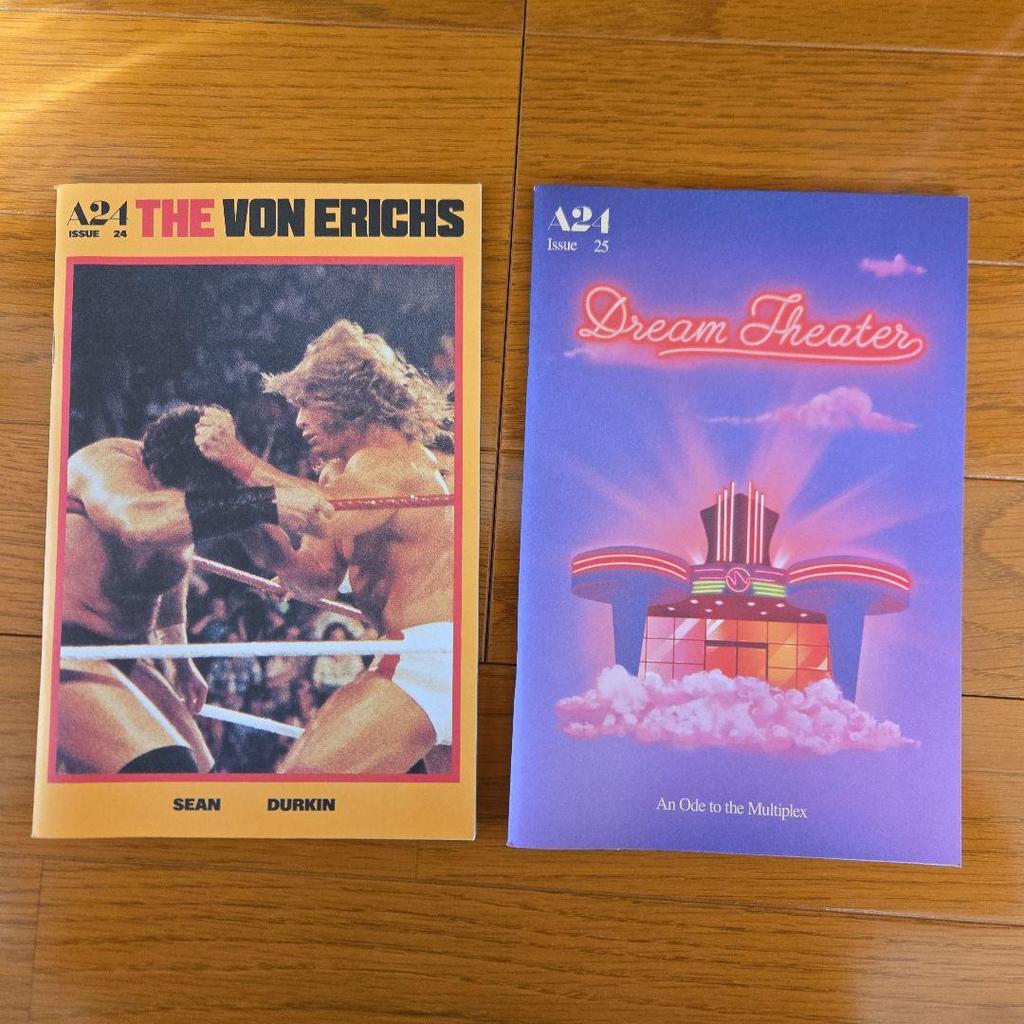 A24 THE VON ERICHS
ISSUE 24
SEAN DURKIN
A24
Issue 25
Dream Theater
An Ode to the Multiplex